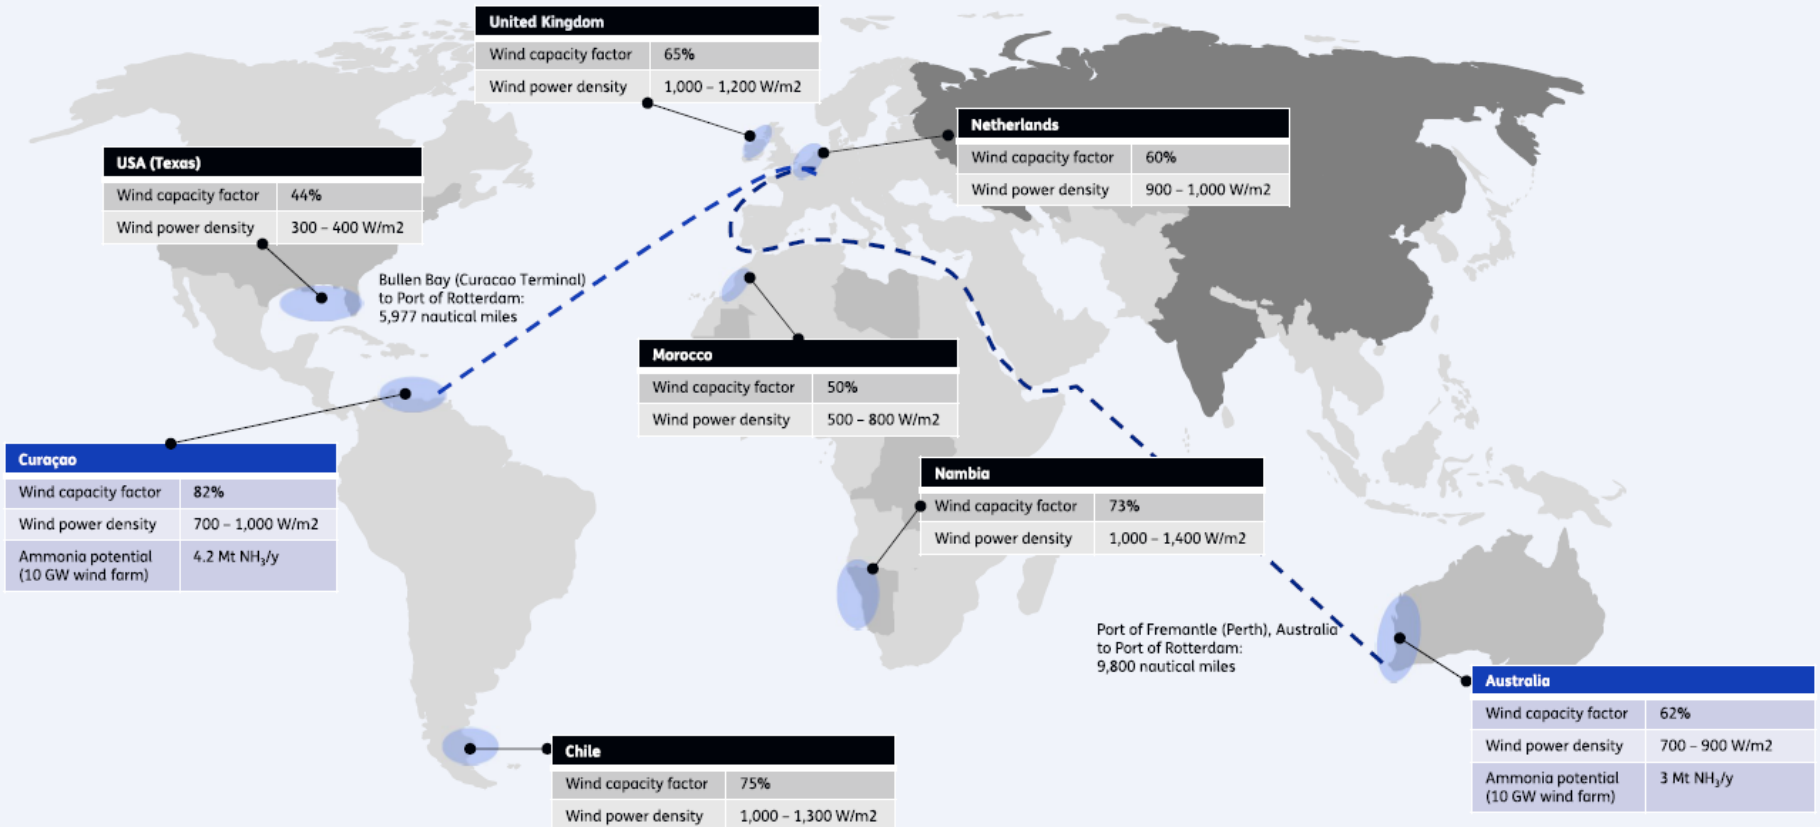 United Kingdom
Wind capacity factor 65%
Wind power density 1,000 – 1,200 W/m2
Netherlands
Wind capacity factor 60%
Wind power density 900 – 1,000 W/m2
USA (Texas)
Wind capacity factor 44%
Wind power density 300 – 400 W/m2
Bullen Bay (Curacao Terminal)
to Port of Rotterdam:
5,977 nautical miles
Morocco
Wind capacity factor 50%
Wind power density 500 – 800 W/m2
Curaçao
Wind capacity factor 82%
Wind power density 700 – 1,000 W/m2
Ammonia potential 4.2 Mt NH₃/y
(10 GW wind farm)
Nambia
Wind capacity factor 73%
Wind power density 1,000 – 1,400 W/m2
Port of Fremantle (Perth), Australia
to Port of Rotterdam:
9,800 nautical miles
Australia
Wind capacity factor 62%
Wind power density 700 – 900 W/m2
Ammonia potential 3 Mt NH₃/y
(10 GW wind farm)
Chile
Wind capacity factor 75%
Wind power density 1,000 – 1,300 W/m2